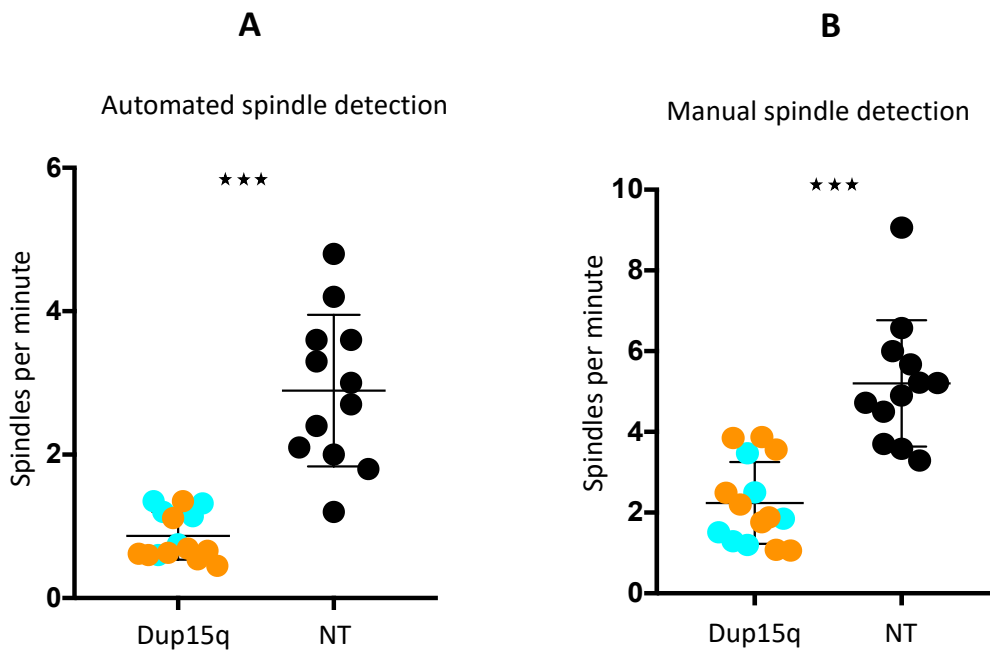 A
Automated spindle detection
★★★
6
4
2
0
Spindles per minute
Dup15q
NT
B
Manual spindle detection
★★★
10
8
6
4
2
0
Spindles per minute
Dup15q
NT